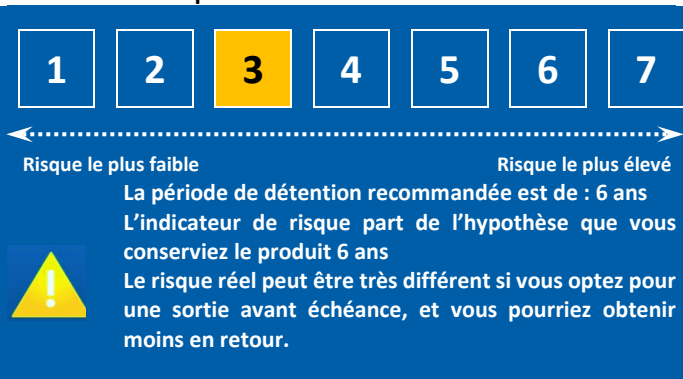 1 2 3 4 5 6 7
Risque le plus faible Risque le plus élevé
La période de détention recommandée est de : 6 ans
L'indicateur de risque part de l'hypothèse que vous
conserviez le produit 6 ans
Le risque réel peut être très différent si vous optez pour
une sortie avant échéance, et vous pourriez obtenir
moins en retour.